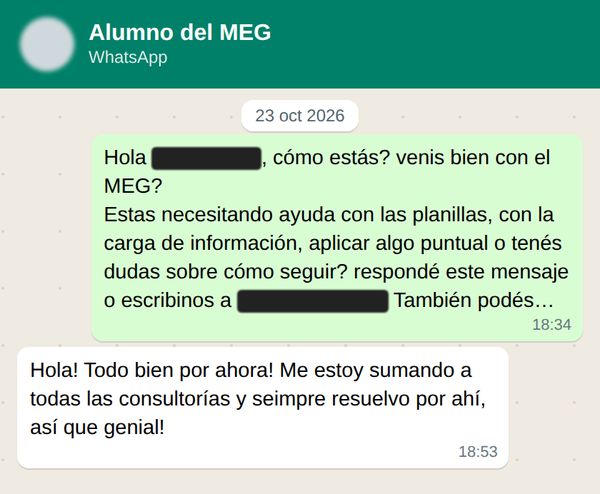 Alumno del MEG
WhatsApp
23 oct 2026
Hola , cómo estás? venis bien con el
MEG?
Estas necesitando ayuda con las planillas, con la
carga de información, aplicar algo puntual o tenés
dudas sobre cómo seguir? respondé este mensaje
o escribinos a También podés…
18:34
Hola! Todo bien por ahora! Me estoy sumando a
todas las consultorías y seimpre resuelvo por ahí,
así que genial!
18:53